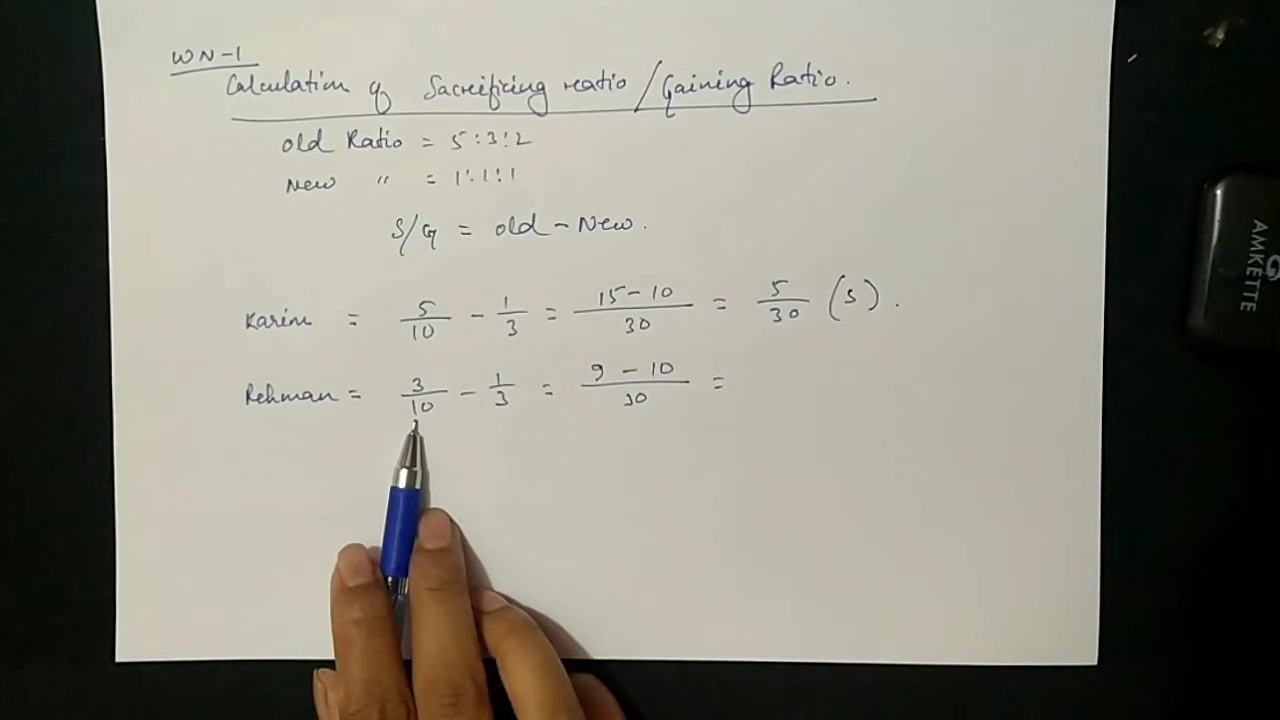 WN-1
Calculation of Sacrificing ratio / Gaining Ratio.
old Ratio = 5:3:2
New " = 1:1:1
S/G = old - New.
Karim = 5/10 - 1/3 = 15-10/30 = 5/30 (S).
Rehman = 3/10 - 1/3 = 9-10/30 =
AMKETTE